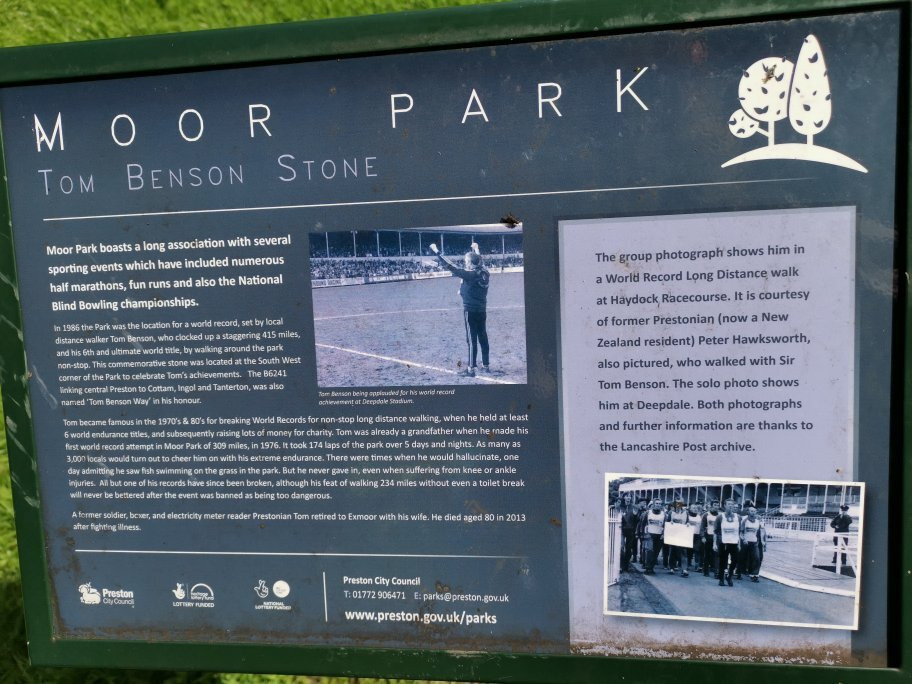 MOOR PARK
TOM BENSON STONE
Moor Park boasts a long association with several
sporting events which have included numerous
half marathons, fun runs and also the National
Blind Bowling championships.
In 1986 the Park was the location for a world record, set by local
distance walker Tom Benson, who clocked up a staggering 415 miles,
and his 6th and ultimate world title, by walking around the park
non-stop. This commemorative stone was located at the South West
corner of the Park to celebrate Tom's achievements. The B6241
linking central Preston to Cottam, Ingol and Tanterton, was also
named 'Tom Benson Way' in his honour.
Tom Benson being applauded for his world record
achievement at Deepdale Stadium.
Tom became famous in the 1970's & 80's for breaking World Records for non-stop long distance walking, when he held at least
6 world endurance titles, and subsequently raising lots of money for charity. Tom was already a grandfather when he made his
first world record attempt in Moor Park of 309 miles, in 1976. It took 174 laps of the park over 5 days and nights. As many as
3,000 locals would turn out to cheer him on with his extreme endurance. There were times when he would hallucinate, one
day admitting he saw fish swimming on the grass in the park. But he never gave in, even when suffering from knee or ankle
injuries. All but one of his records have since been broken, although his feat of walking 234 miles without even a toilet break
will never be bettered after the event was banned as being too dangerous.
A former soldier, boxer, and electricity meter reader Prestonian Tom retired to Exmoor with his wife. He died aged 80 in 2013
after fighting illness.
The group photograph shows him in
a World Record Long Distance walk
at Haydock Racecourse. It is courtesy
of former Prestonian (now a New
Zealand resident) Peter Hawksworth,
also pictured, who walked with Sir
Tom Benson. The solo photo shows
him at Deepdale. Both photographs
and further information are thanks to
the Lancashire Post archive.
Preston
City Council
LOTTERY FUNDED
NATIONAL
LOTTERY FUNDED
Preston City Council
T: 01772 906471 E: parks@preston.gov.uk
www.preston.gov.uk/parks